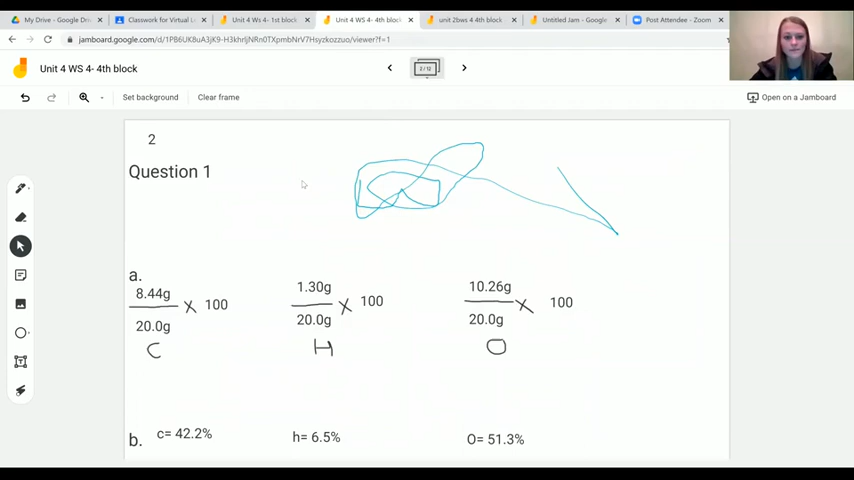 My Drive - Google Driv
Classwork for Virtual L
Unit 4 Ws 4- 1st block
Unit 4 WS 4- 4th block
unit 2bws 4 4th block
Untitled Jam - Google
Post Attendee - Zoom
jamboard.google.com/d/1PB6UK8uA3jK9-H3khrljNRn0TXpmbNrV7Hsyzkozzuo/viewer?f=1
Unit 4 WS 4- 4th block
2 / 12
Set background
Clear frame
Open on a Jamboard
2
Question 1
a.
8.44g
20.0g
X 100
C
1.30g
20.0g
X 100
H
10.26g
20.0g
X 100
O
b. c= 42.2% h= 6.5% O= 51.3%